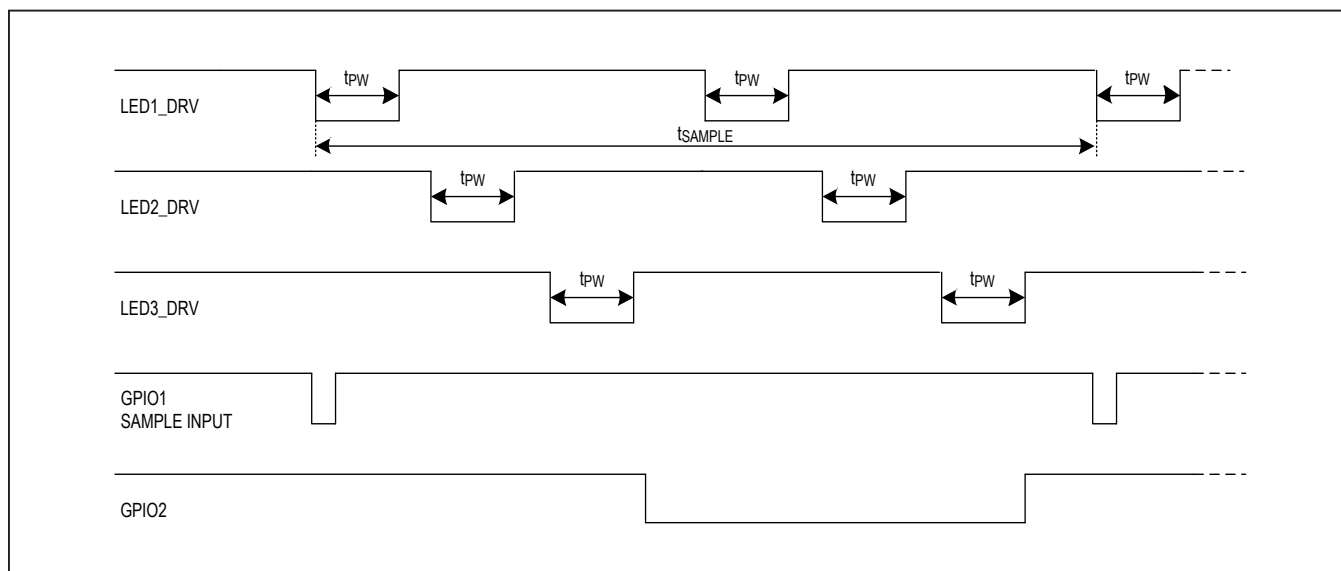 tPW tPW tPW
LED1_DRV
tSAMPLE
tPW tPW
LED2_DRV
tPW tPW
LED3_DRV
GPIO1
SAMPLE INPUT
GPIO2